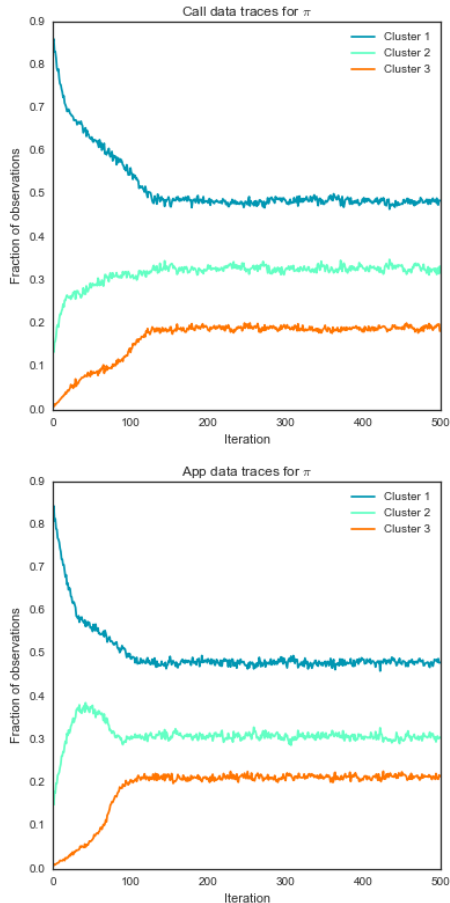 Call data traces for π
0.9
0.8
0.7
0.6
0.5
0.4
0.3
0.2
0.1
0.0
Fraction of observations
Cluster 1
Cluster 2
Cluster 3
0 100 200 300 400 500
Iteration
App data traces for π
0.9
0.8
0.7
0.6
0.5
0.4
0.3
0.2
0.1
0.0
Fraction of observations
Cluster 1
Cluster 2
Cluster 3
0 100 200 300 400 500
Iteration